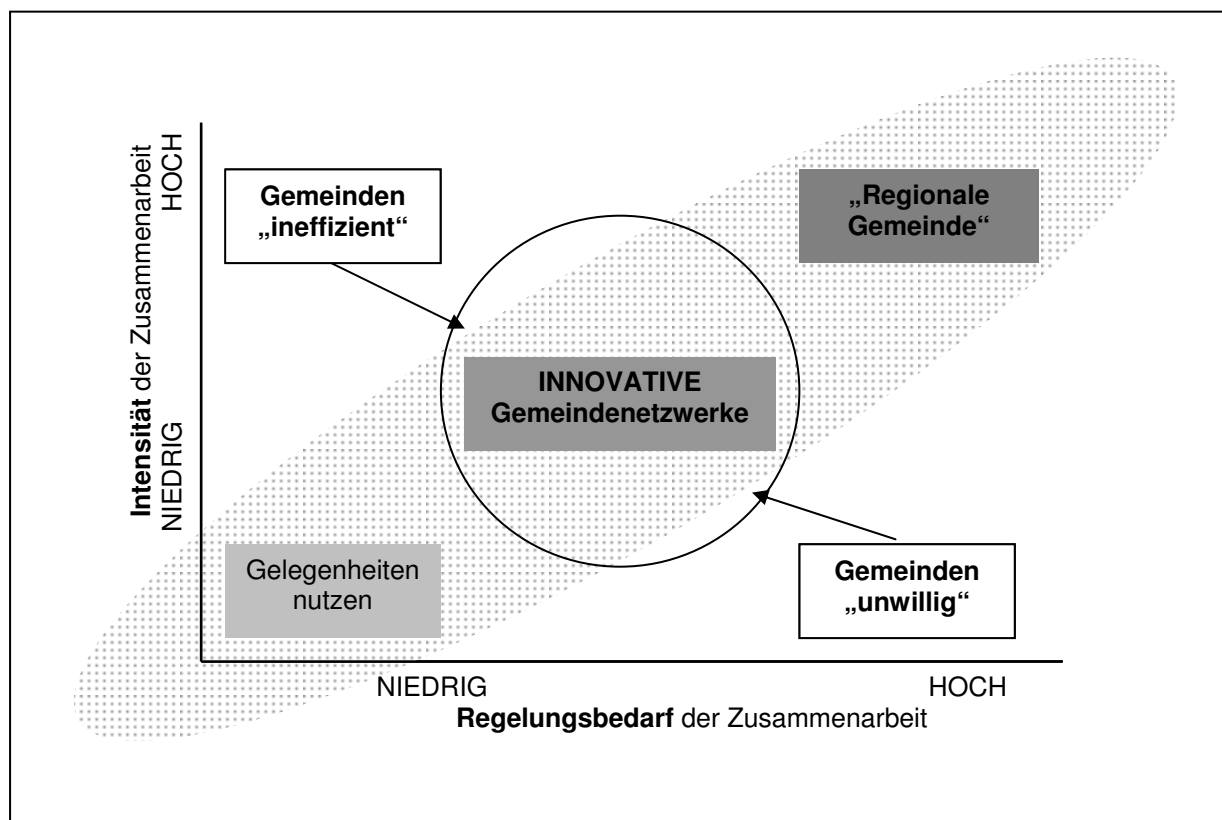 Intensität der Zusammenarbeit
NIEDRIG HOCH
Gemeinden
„ineffizient“
„Regionale
Gemeinde“
INNOVATIVE
Gemeindenetzwerke
Gelegenheiten
nutzen
Gemeinden
„unwillig“
NIEDRIG HOCH
Regelungsbedarf der Zusammenarbeit